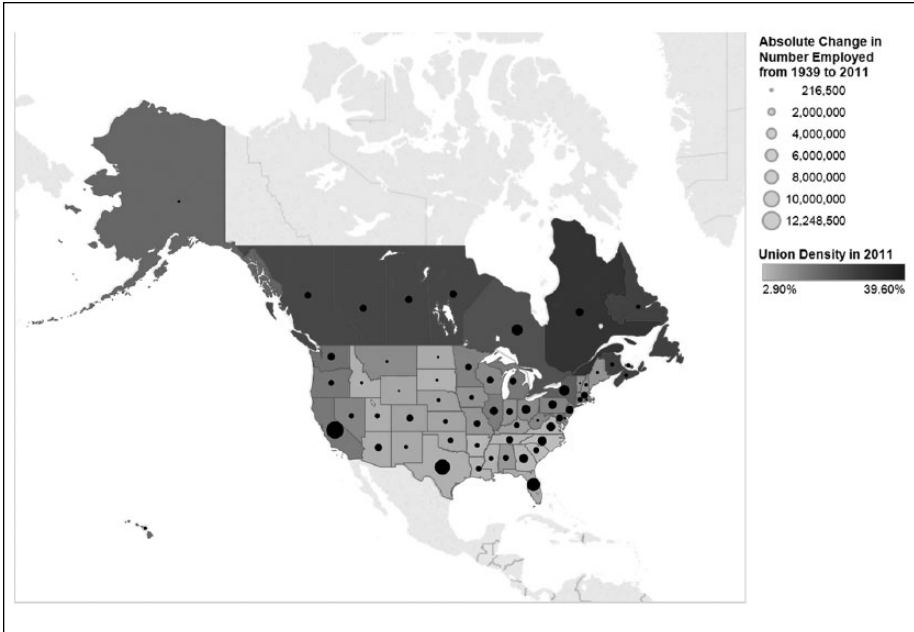 Absolute Change in
Number Employed
from 1939 to 2011
216,500
2,000,000
4,000,000
6,000,000
8,000,000
10,000,000
12,248,500
Union Density in 2011
2.90% 39.60%